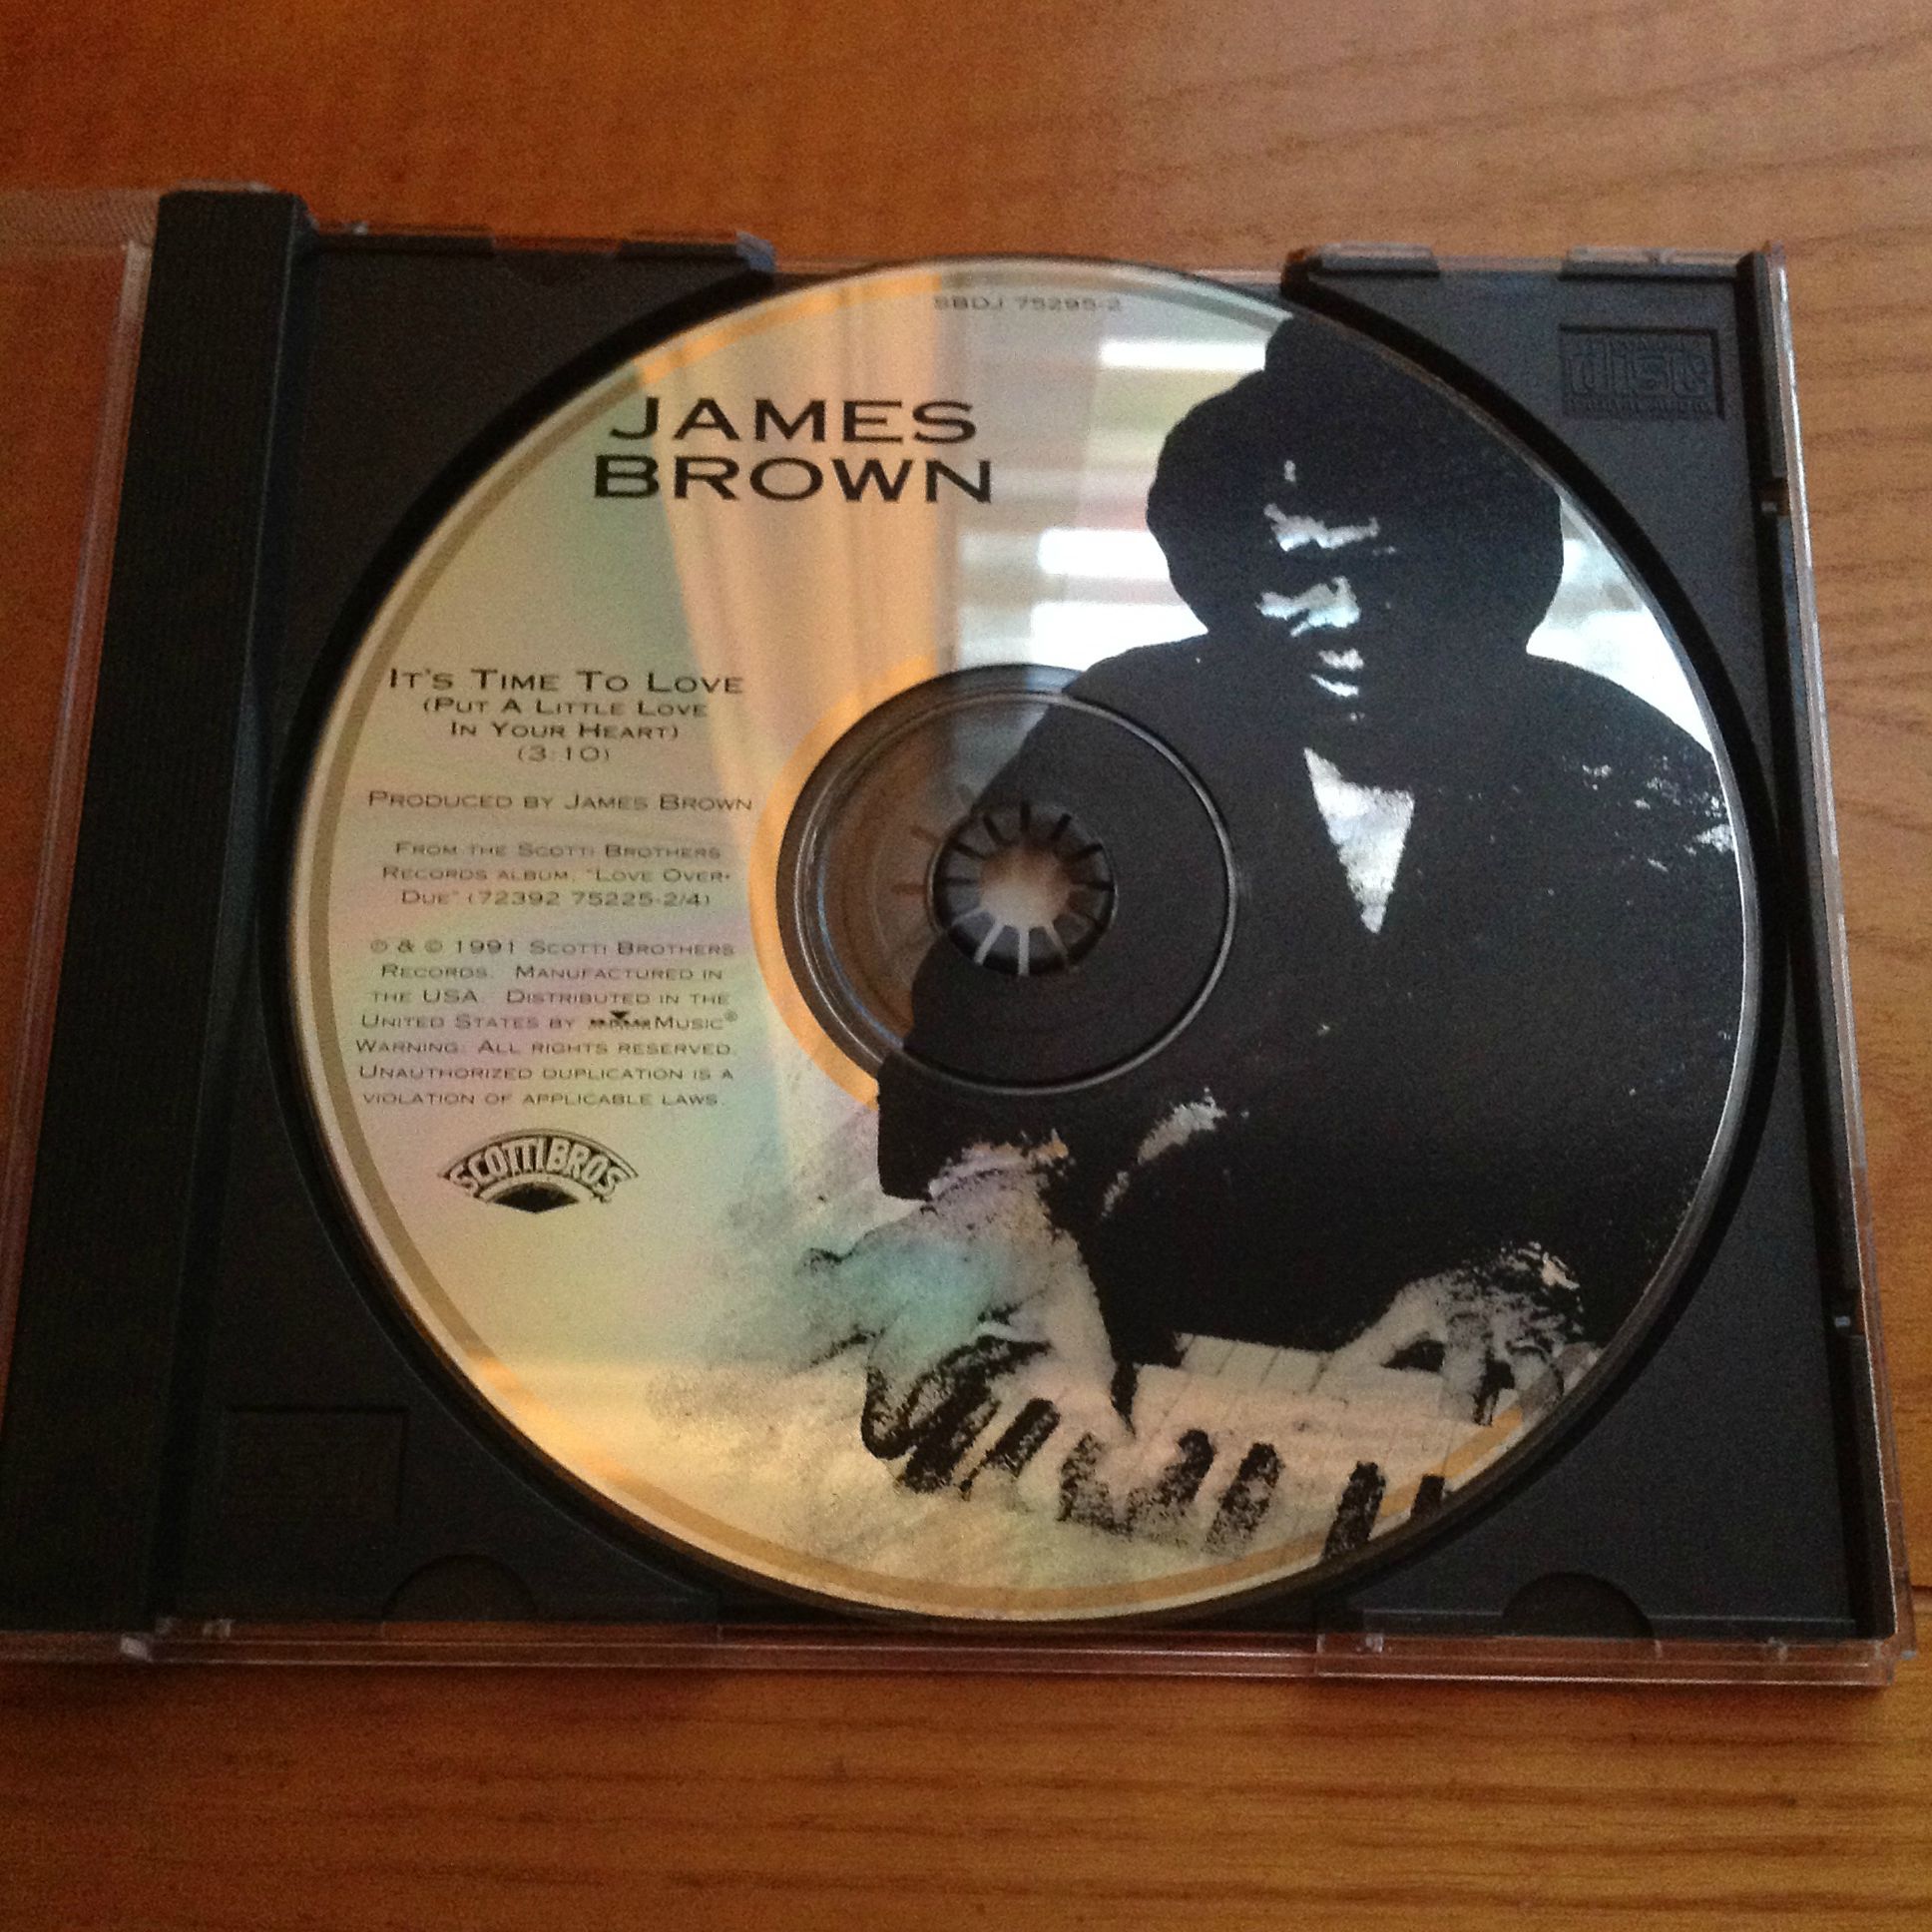 SBDJ 75295-2
JAMES
BROWN
IT'S TIME TO LOVE
(PUT A LITTLE LOVE
IN YOUR HEART)
(3:10)
PRODUCED BY JAMES BROWN
FROM THE SCOTTI BROTHERS
RECORDS ALBUM, "LOVE OVER-
DUE" (72392 75225-2/4)
℗ & © 1991 SCOTTI BROTHERS
RECORDS. MANUFACTURED IN
THE USA. DISTRIBUTED IN THE
UNITED STATES BY BMG MUSIC®
WARNING: ALL RIGHTS RESERVED.
UNAUTHORIZED DUPLICATION IS A
VIOLATION OF APPLICABLE LAWS.
SCOTTI BROS.
disc